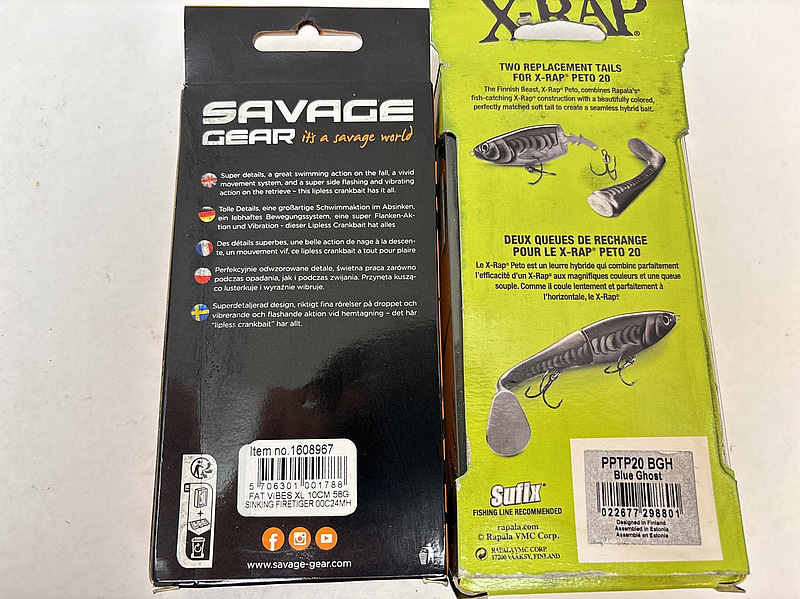 SAVAGE
GEAR it's a savage world
Super details, a great swimming action on the fall, a vivid
movement system, and a super side flashing and vibrating
action on the retrieve – this lipless crankbait has it all.
Tolle Details, eine großartige Schwimmaktion im Absinken,
ein lebhaftes Bewegungssystem, eine super Flanken-Ak-
tion und Vibration - dieser Lipless Crankbait hat alles
Des détails superbes, une belle action de nage à la descen-
te, un mouvement vif, ce lipless crankbait a tout pour plaire
Perfekcyjnie odwzorowane detale, świetna praca zarówno
podczas opadania, jak i podczas zwijania. Przynęta kuszą-
co lusterkuje i wyraźnie wibruje.
Superdetaljerad design, riktigt fina rörelser på droppet och
vibrerande och flashande aktion vid hemtagning – det här
"lipless crankbait" har allt.
Item no.1608967
5 706301 001788
FAT VIBES XL 10CM 58G
SINKING FIRETIGER 00C24MH
www.savage-gear.com
X-RAP®
TWO REPLACEMENT TAILS
FOR X-RAP® PETO 20
The Finnish Beast, X-Rap® Peto, combines Rapala's®
fish-catching X-Rap® construction with a beautifully colored,
perfectly matched soft tail to create a seamless hybrid bait.
DEUX QUEUES DE RECHANGE
POUR LE X-RAP® PETO 20
Le X-Rap® Peto est un leurre hybride qui combine parfaitement
l'efficacité d'un X-Rap® aux magnifiques couleurs et une queue
souple. Comme il coule lentement et parfaitement à
l'horizontale, le X-Rap®
Sufix®
FISHING LINE RECOMMENDED
rapala.com
© Rapala VMC Corp.
RAPALA VMC CORP.
17200 VÄÄKSY, FINLAND
PPTP20 BGH
Blue Ghost
022677 298801
Designed in Finland
Assembled in Estonia
Assemblé en Estonie